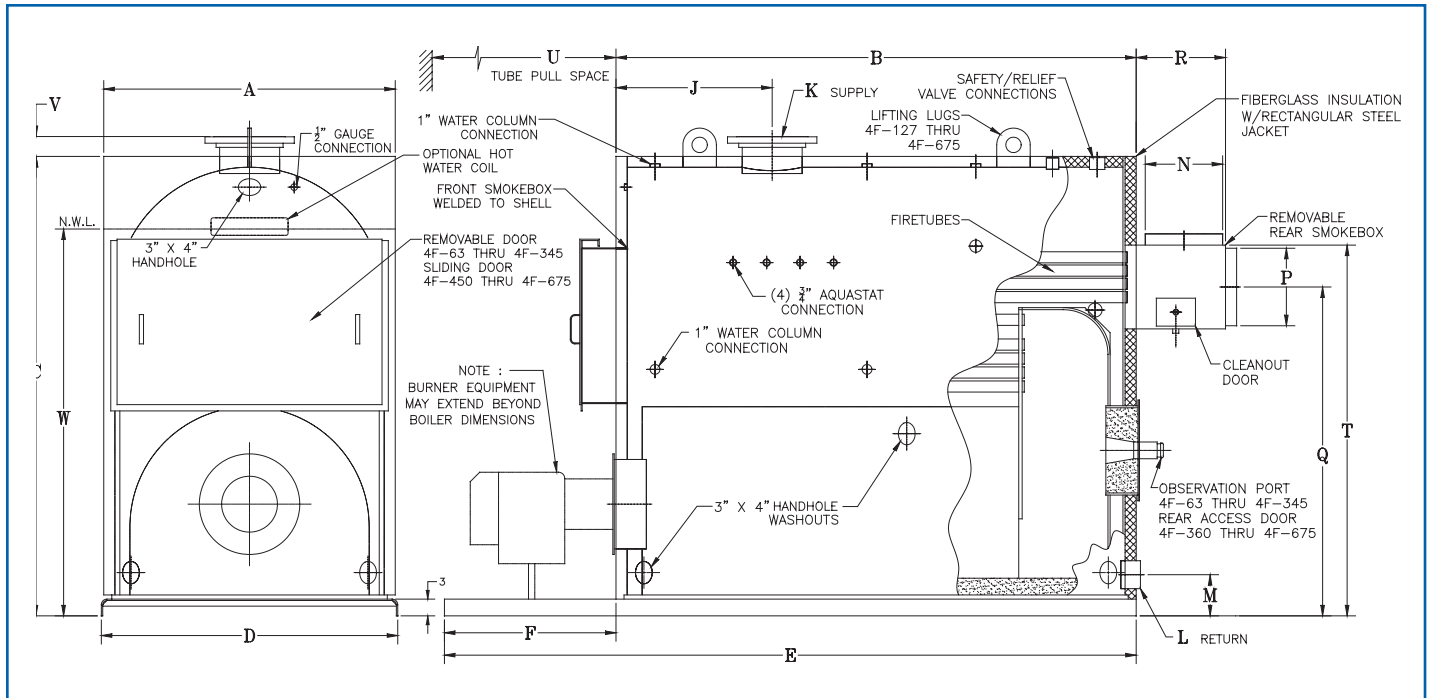 A
V
U
TUBE PULL SPACE
B
R
J
K SUPPLY
SAFETY/RELIEF
VALVE CONNECTIONS
FIBERGLASS INSULATION
W/RECTANGULAR STEEL
JACKET
LIFTING LUGS
4F-127 THRU
4F-675
1" WATER COLUMN
CONNECTION
½" GAUGE
CONNECTION
OPTIONAL HOT
WATER COIL
N
FRONT SMOKEBOX
WELDED TO SHELL
N.W.L.
3" X 4"
HANDHOLE
REMOVABLE DOOR
4F-63 THRU 4F-345
SLIDING DOOR
4F-450 THRU 4F-675
FIRETUBES
REMOVABLE
REAR SMOKEBOX
P
(4) ¾" AQUASTAT
CONNECTION
1" WATER COLUMN
CONNECTION
CLEANOUT
DOOR
NOTE :
BURNER EQUIPMENT
MAY EXTEND BEYOND
BOILER DIMENSIONS
W
Q
T
3" X 4" HANDHOLE
WASHOUTS
OBSERVATION PORT
4F-63 THRU 4F-345
REAR ACCESS DOOR
4F-360 THRU 4F-675
3
M
D
F
E
L RETURN